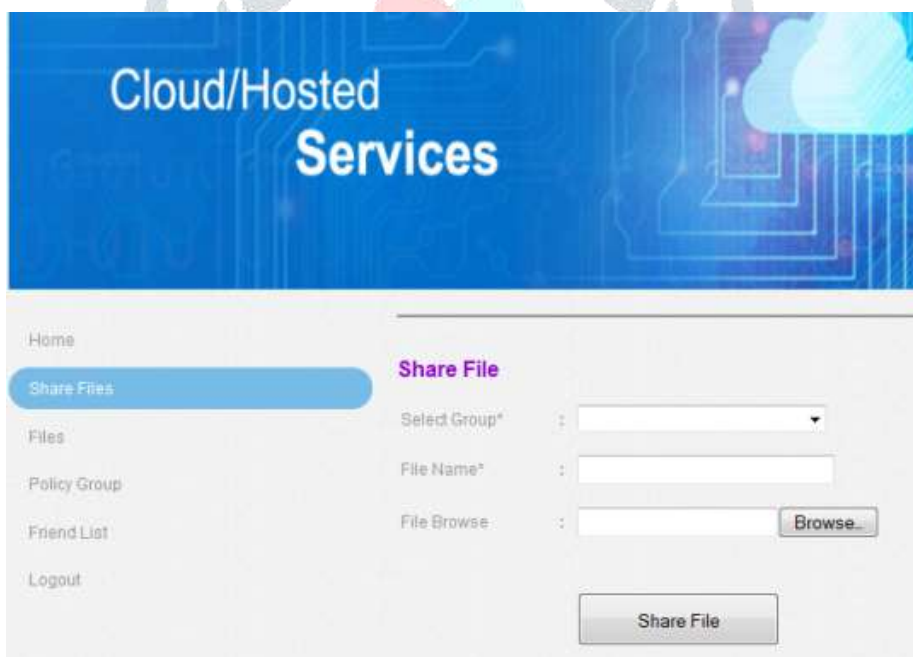 Cloud/Hosted
Services
Home
Share Files
Files
Policy Group
Friend List
Logout
Share File
Select Group* :
File Name* :
File Browse : Browse..
Share File